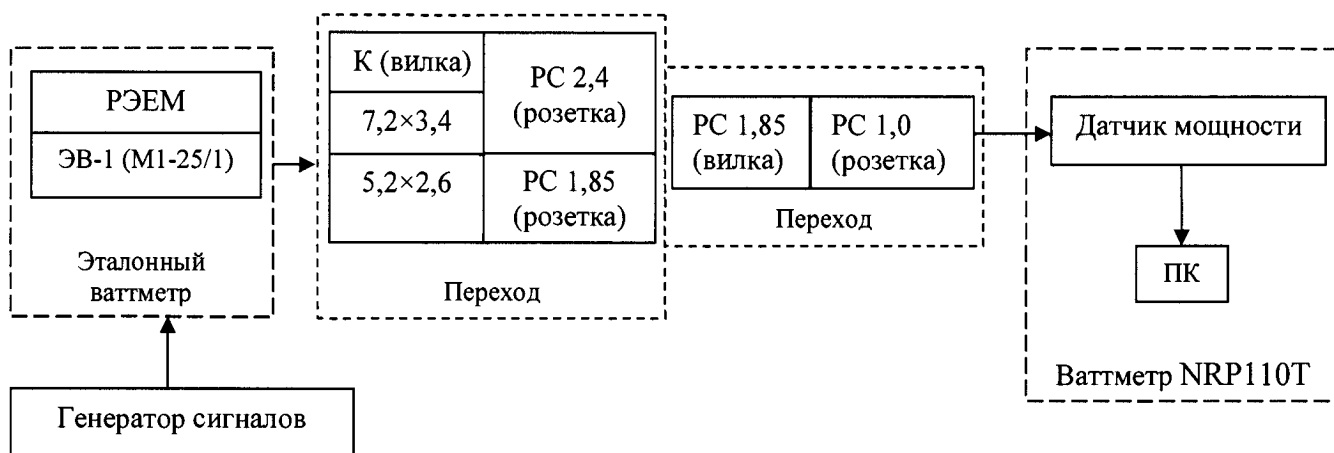 РЭЕМ
ЭВ-1 (М1-25/1)
Эталонный
ваттметр
Генератор сигналов
К (вилка)
7,2×3,4
5,2×2,6
РС 2,4
(розетка)
РС 1,85
(розетка)
Переход
РС 1,85
(вилка)
РС 1,0
(розетка)
Переход
Датчик мощности
ПК
Ваттметр NRP110T